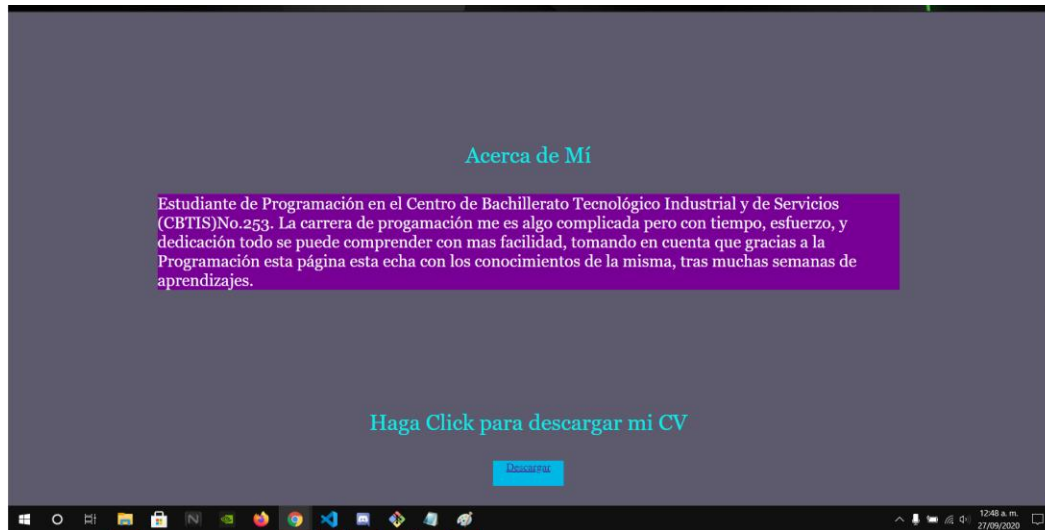 Acerca de Mí
Estudiante de Programación en el Centro de Bachillerato Tecnológico Industrial y de Servicios
(CBTIS)No.253. La carrera de progamación me es algo complicada pero con tiempo, esfuerzo, y
dedicación todo se puede comprender con mas facilidad, tomando en cuenta que gracias a la
Programación esta página esta echa con los conocimientos de la misma, tras muchas semanas de
aprendizajes.
Haga Click para descargar mi CV
Descargar
12:48 a. m.
27/09/2020